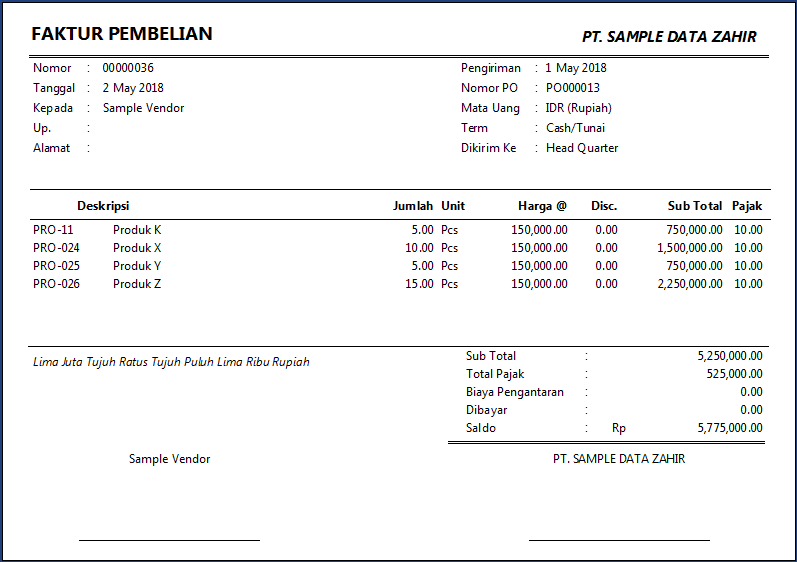 FAKTUR PEMBELIAN PT. SAMPLE DATA ZAHIR
Nomor : 00000036 Pengiriman : 1 May 2018
Tanggal : 2 May 2018 Nomor PO : PO000013
Kepada : Sample Vendor Mata Uang : IDR (Rupiah)
Up. : Term : Cash/Tunai
Alamat : Dikirim Ke : Head Quarter
Deskripsi Jumlah Unit Harga @ Disc. Sub Total Pajak
PRO-11 Produk K 5.00 Pcs 150,000.00 0.00 750,000.00 10.00
PRO-024 Produk X 10.00 Pcs 150,000.00 0.00 1,500,000.00 10.00
PRO-025 Produk Y 5.00 Pcs 150,000.00 0.00 750,000.00 10.00
PRO-026 Produk Z 15.00 Pcs 150,000.00 0.00 2,250,000.00 10.00
Lima Juta Tujuh Ratus Tujuh Puluh Lima Ribu Rupiah
Sub Total : 5,250,000.00
Total Pajak : 525,000.00
Biaya Pengantaran : 0.00
Dibayar : 0.00
Saldo : Rp 5,775,000.00
Sample Vendor PT. SAMPLE DATA ZAHIR